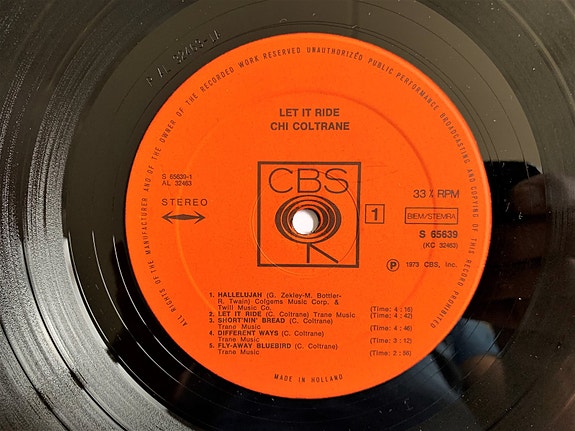 ALL RIGHTS OF THE MANUFACTURER AND OF THE OWNER OF THE RECORDED WORK RESERVED UNAUTHORIZED PUBLIC PERFORMANCE BROADCASTING AND COPYING OF THIS RECORD PROHIBITED
LET IT RIDE
CHI COLTRANE
S 65639-1
AL 32463
STEREO
CBS
1
33⅓ RPM
BIEM/STEMRA
S 65639
(KC 32463)
Ⓟ 1973 CBS, Inc.
1. HALLELUJAH (G. Zekley-M. Bottler-
R. Twain) Colgems Music Corp. &
Twill Music Co. (Time: 4:16)
2. LET IT RIDE (C. Coltrane) Trane Music (Time: 4:42)
3. SHORT'NIN' BREAD (C. Coltrane)
Trane Music (Time: 4:46)
4. DIFFERENT WAYS (C. Coltrane)
Trane Music (Time: 3:12)
5. FLY-AWAY BLUEBIRD (C. Coltrane)
Trane Music (Time: 2:56)
MADE IN HOLLAND